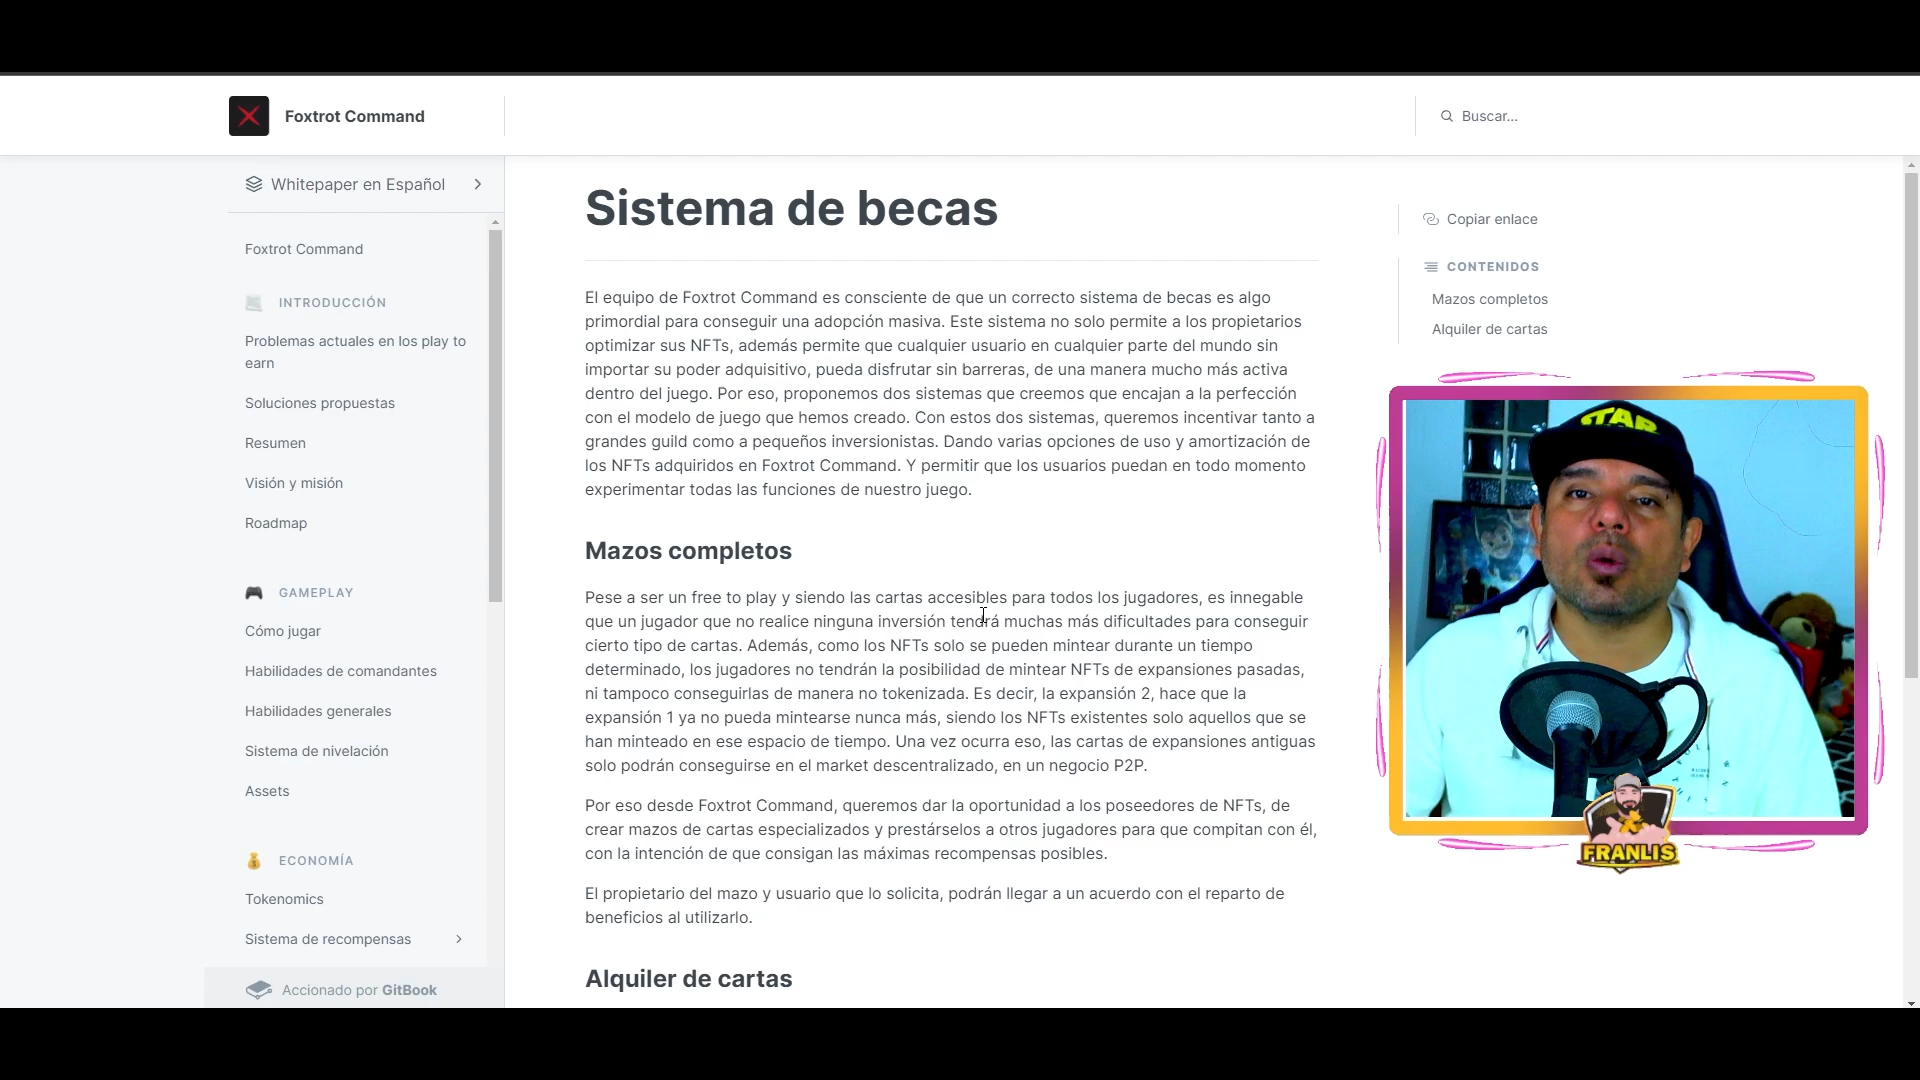 Foxtrot Command
Buscar...
Whitepaper en Español
Foxtrot Command
INTRODUCCIÓN
Problemas actuales en los play to
earn
Soluciones propuestas
Resumen
Visión y misión
Roadmap
GAMEPLAY
Cómo jugar
Habilidades de comandantes
Habilidades generales
Sistema de nivelación
Assets
ECONOMÍA
Tokenomics
Sistema de recompensas
Accionado por GitBook
Sistema de becas
El equipo de Foxtrot Command es consciente de que un correcto sistema de becas es algo
primordial para conseguir una adopción masiva. Este sistema no solo permite a los propietarios
optimizar sus NFTs, además permite que cualquier usuario en cualquier parte del mundo sin
importar su poder adquisitivo, pueda disfrutar sin barreras, de una manera mucho más activa
dentro del juego. Por eso, proponemos dos sistemas que creemos que encajan a la perfección
con el modelo de juego que hemos creado. Con estos dos sistemas, queremos incentivar tanto a
grandes guild como a pequeños inversionistas. Dando varias opciones de uso y amortización de
los NFTs adquiridos en Foxtrot Command. Y permitir que los usuarios puedan en todo momento
experimentar todas las funciones de nuestro juego.
Mazos completos
Pese a ser un free to play y siendo las cartas accesibles para todos los jugadores, es innegable
que un jugador que no realice ninguna inversión tendrá muchas más dificultades para conseguir
cierto tipo de cartas. Además, como los NFTs solo se pueden mintear durante un tiempo
determinado, los jugadores no tendrán la posibilidad de mintear NFTs de expansiones pasadas,
ni tampoco conseguirlas de manera no tokenizada. Es decir, la expansión 2, hace que la
expansión 1 ya no pueda mintearse nunca más, siendo los NFTs existentes solo aquellos que se
han minteado en ese espacio de tiempo. Una vez ocurra eso, las cartas de expansiones antiguas
solo podrán conseguirse en el market descentralizado, en un negocio P2P.
Por eso desde Foxtrot Command, queremos dar la oportunidad a los poseedores de NFTs, de
crear mazos de cartas especializados y prestárselos a otros jugadores para que compitan con él,
con la intención de que consigan las máximas recompensas posibles.
El propietario del mazo y usuario que lo solicita, podrán llegar a un acuerdo con el reparto de
beneficios al utilizarlo.
Alquiler de cartas
Copiar enlace
CONTENIDOS
Mazos completos
Alquiler de cartas
STAR
FRANLIS